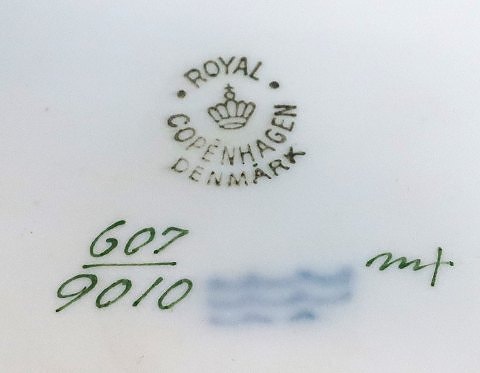 ROYAL
COPENHAGEN
DENMARK
607
9010